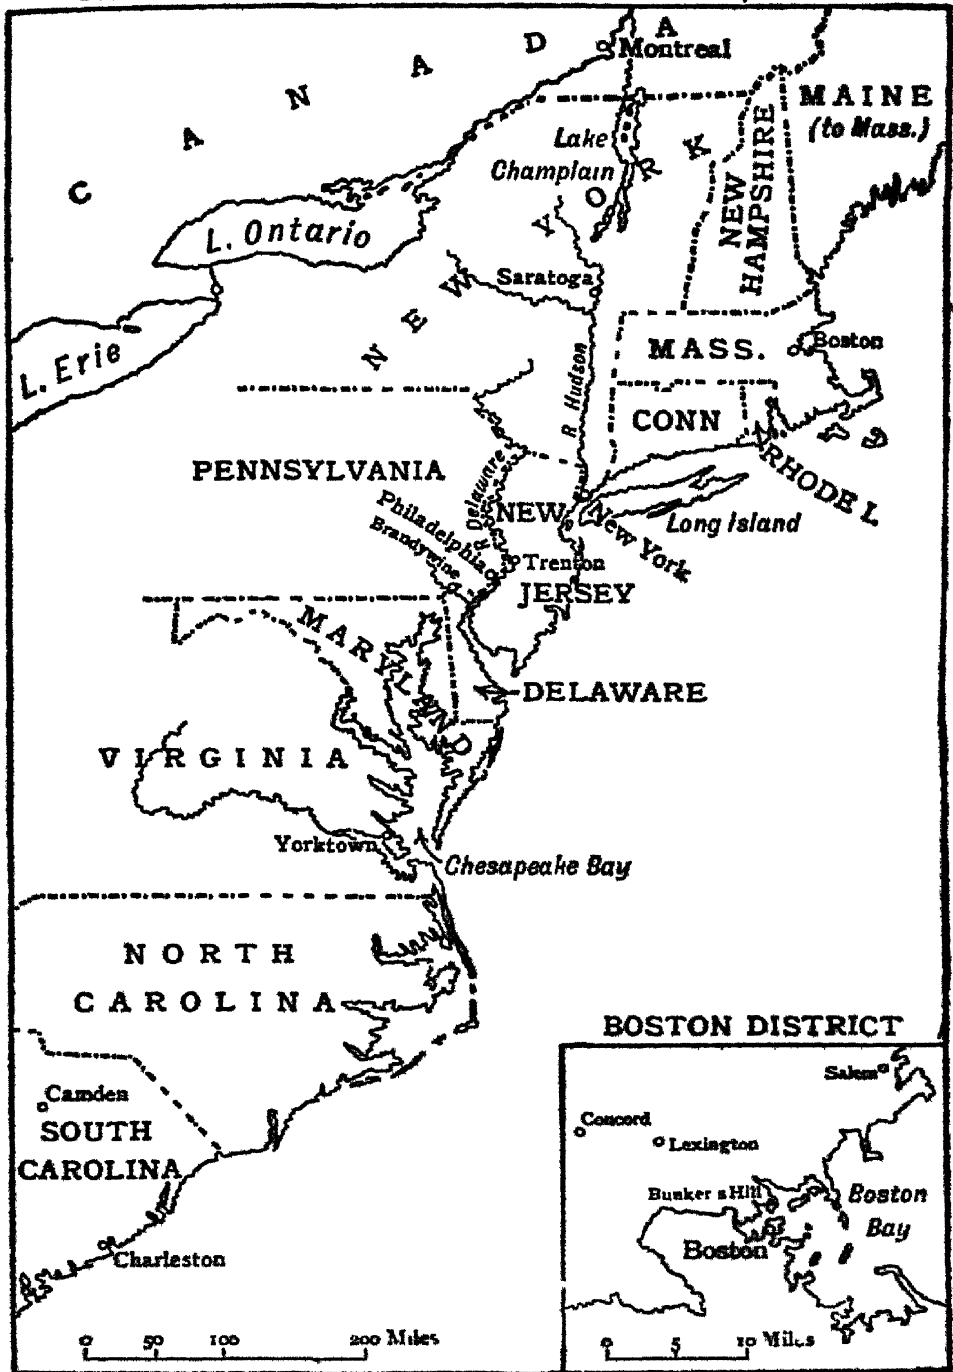 CANADA
Montreal
MAINE
(to Mass.)
Lake
Champlain
NEW
HAMPSHIRE
L. Ontario
NEW YORK
Saratoga
L. Erie
MASS.
Boston
R Hudson
CONN
PENNSYLVANIA
RHODE I.
R Delaware
Philadelphia
Brandywine
NEW
JERSEY
New York
Long Island
Trenton
MARYLAND
DELAWARE
VIRGINIA
Yorktown
Chesapeake Bay
NORTH
CAROLINA
Camden
SOUTH
CAROLINA
Charleston
0 50 100 200 Miles
BOSTON DISTRICT
Salem
Concord
Lexington
Bunker s Hill
Boston
Bay
Boston
0 5 10 Miles